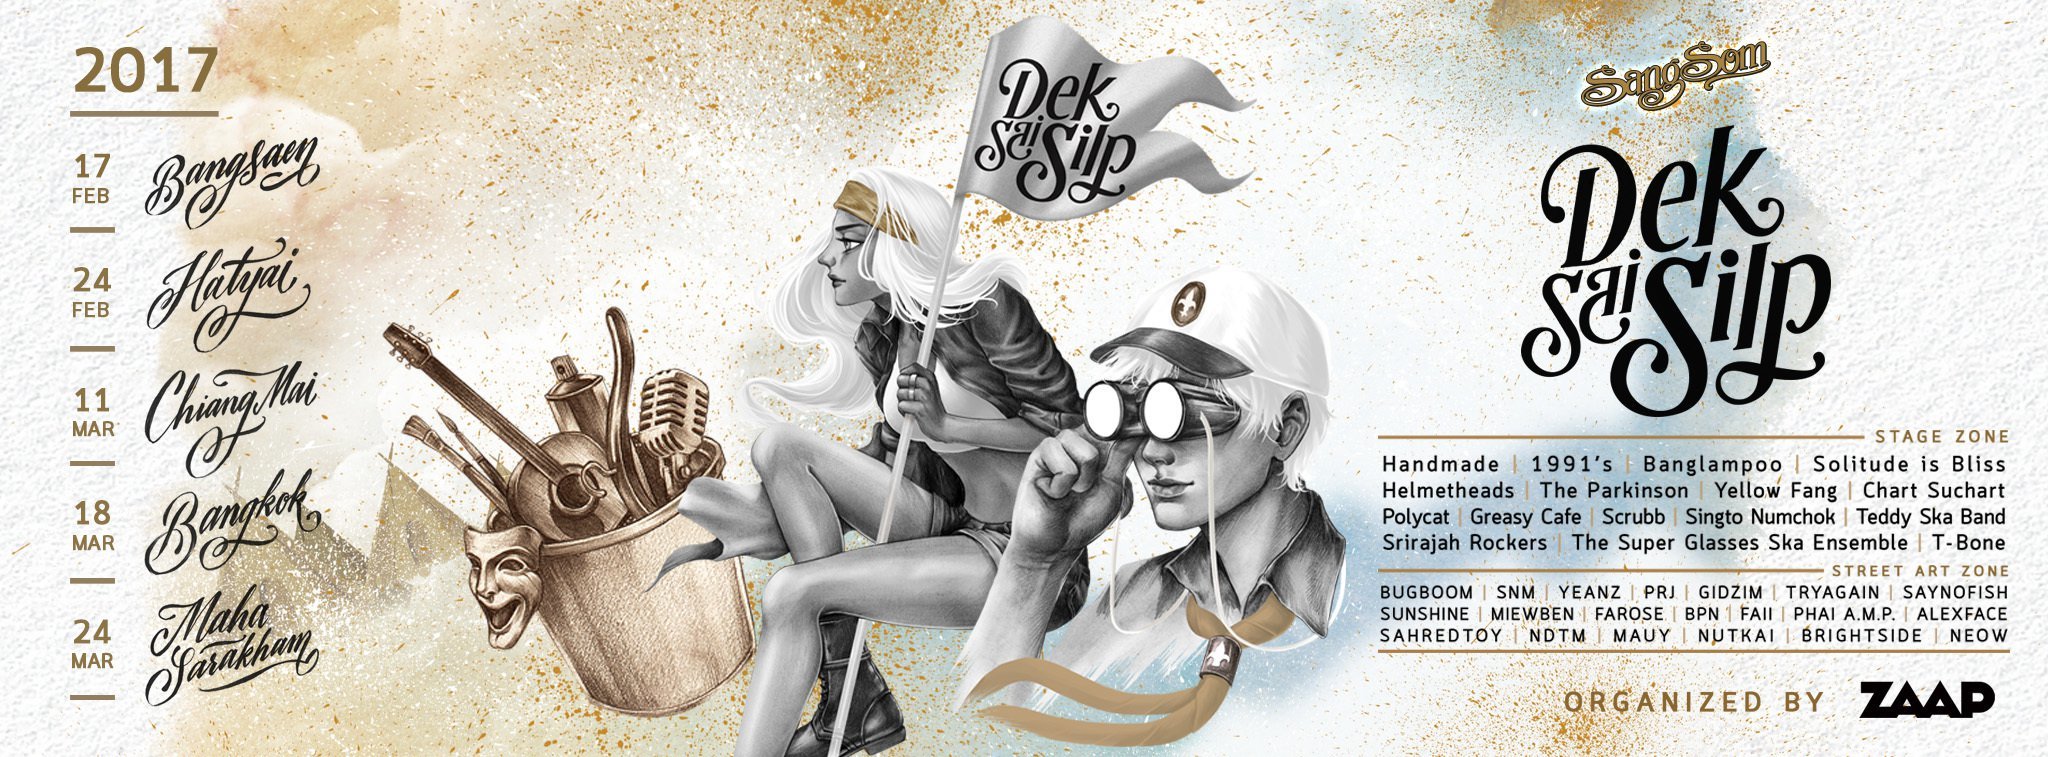 2017
17
FEB
Bangsaen
24
FEB
Hatyai
11
MAR
Chiang Mai
18
MAR
Bangkok
24
MAR
Maha
Sarakham
Dek
Sai Silp
SangSom
Dek
Sai Silp
STAGE ZONE
Handmade | 1991's | Banglampoo | Solitude is Bliss
Helmetheads | The Parkinson | Yellow Fang | Chart Suchart
Polycat | Greasy Cafe | Scrubb | Singto Numchok | Teddy Ska Band
Srirajah Rockers | The Super Glasses Ska Ensemble | T-Bone
STREET ART ZONE
BUGBOOM | SNM | YEANZ | PRJ | GIDZIM | TRYAGAIN | SAYNOFISH
SUNSHINE | MIEWBEN | FAROSE | BPN | FAII | PHAI A.M.P. | ALEXFACE
SAHREDTOY | NDTM | MAUY | NUTKAI | BRIGHTSIDE | NEOW
ORGANIZED BY ZAAP